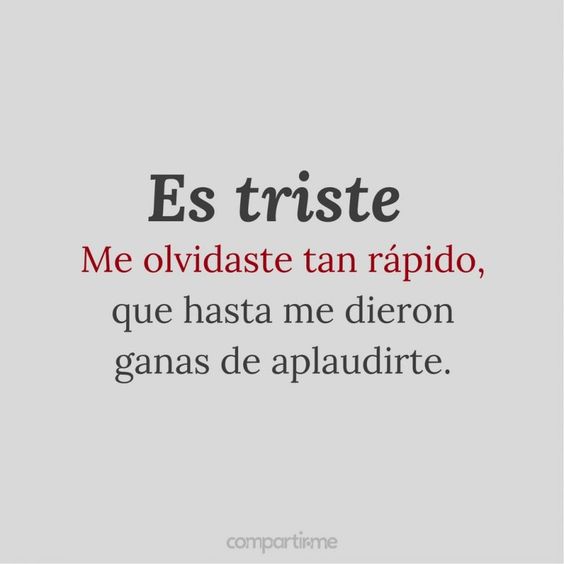 Es triste
Me olvidaste tan rápido,
que hasta me dieron
ganas de aplaudirte.
compartir•me